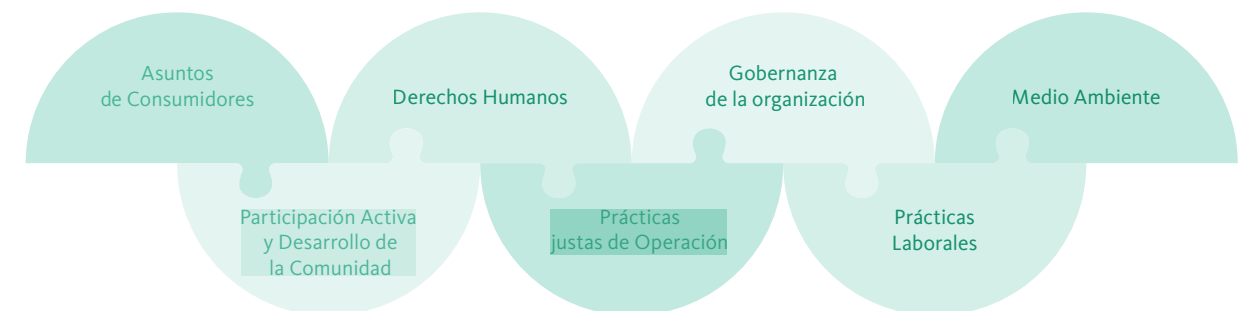 Asuntos
de Consumidores
Derechos Humanos
Gobernanza
de la organización
Medio Ambiente
Participación Activa
y Desarrollo de
la Comunidad
Prácticas
justas de Operación
Prácticas
Laborales